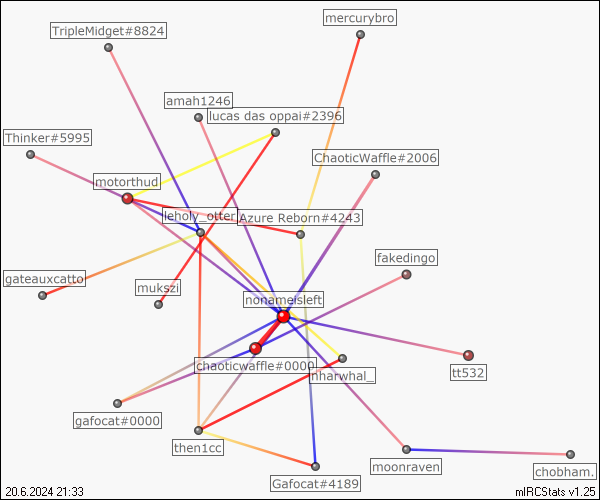 mercurybro
TripleMidget#8824
amah1246
lucas das oppai#2396
Thinker#5995
ChaoticWaffle#2006
motorthud
leholy_otter
Azure Reborn#4243
fakedingo
gateauxcatto
mukszi
nonameisleft
chaoticwaffle#0000
nharwhal_
tt532
gafocat#0000
then1cc
moonraven
chobham.
Gafocat#4189
20.6.2024 21:33
mIRCStats v1.25